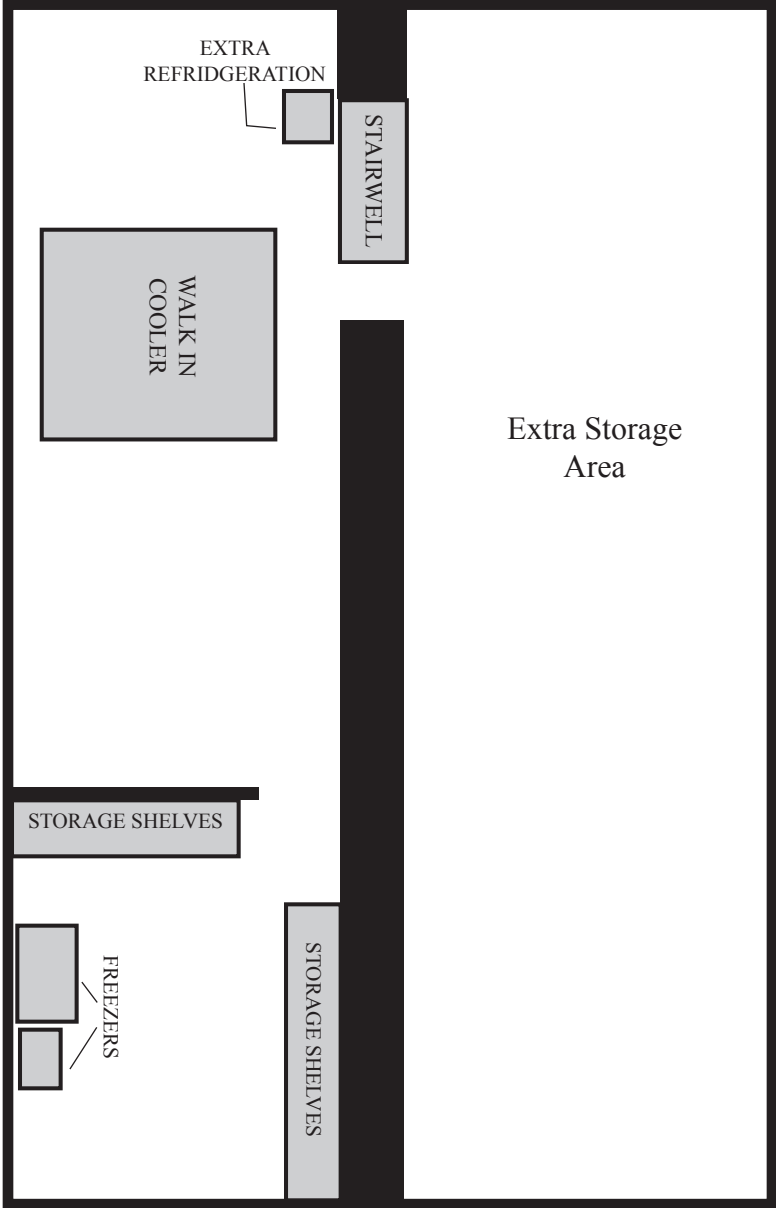 EXTRA
REFRIDGERATION
STAIRWELL
WALK IN
COOLER
Extra Storage
Area
STORAGE SHELVES
FREEZERS
STORAGE SHELVES